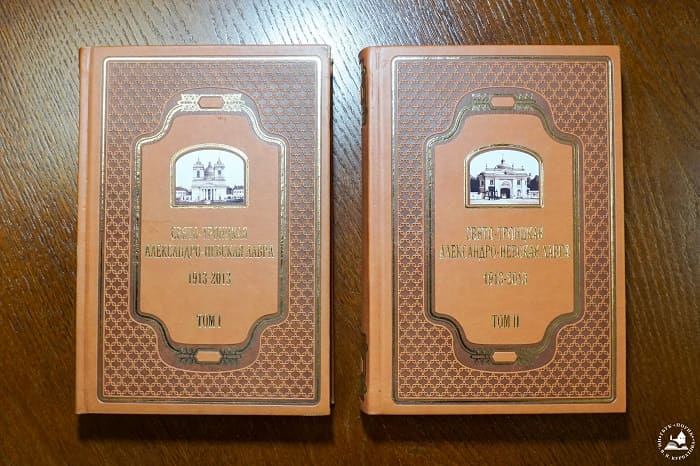 СВЯТО-ТРОИЦКАЯ
АЛЕКСАНДРО-НЕВСКАЯ ЛАВРА
1913-2013
ТОМ I
СВЯТО-ТРОИЦКАЯ
АЛЕКСАНДРО-НЕВСКАЯ ЛАВРА
1913-2013
ТОМ II